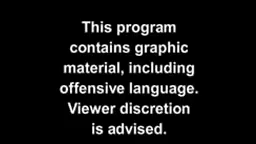 This program
contains graphic
material, including
offensive language.
Viewer discretion
is advised.